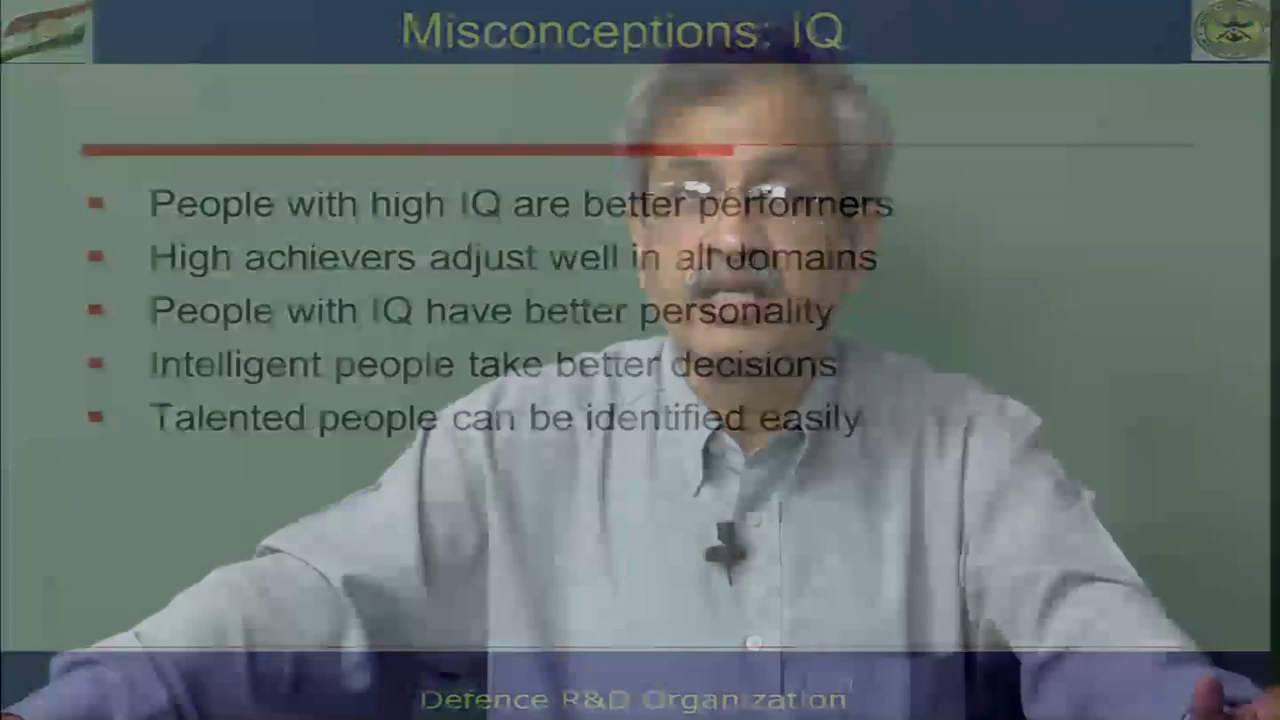 Misconceptions: IQ
People with high IQ are better performers
High achievers adjust well in all domains
People with IQ have better personality
Intelligent people take better decisions
Talented people can be identified easily
Defence R&D Organization